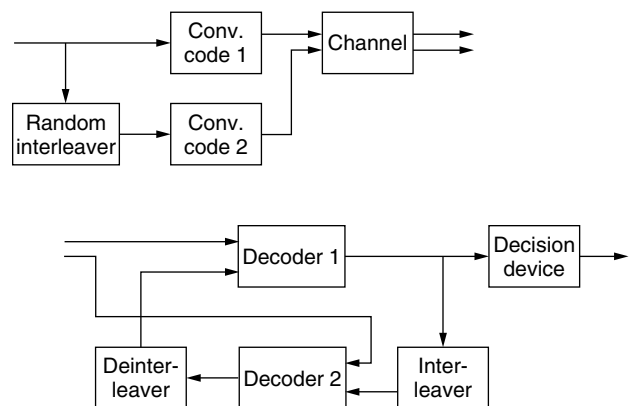 Conv.
code 1
Channel
Random
interleaver
Conv.
code 2
Decoder 1
Decision
device
Deinter-
leaver
Decoder 2
Inter-
leaver